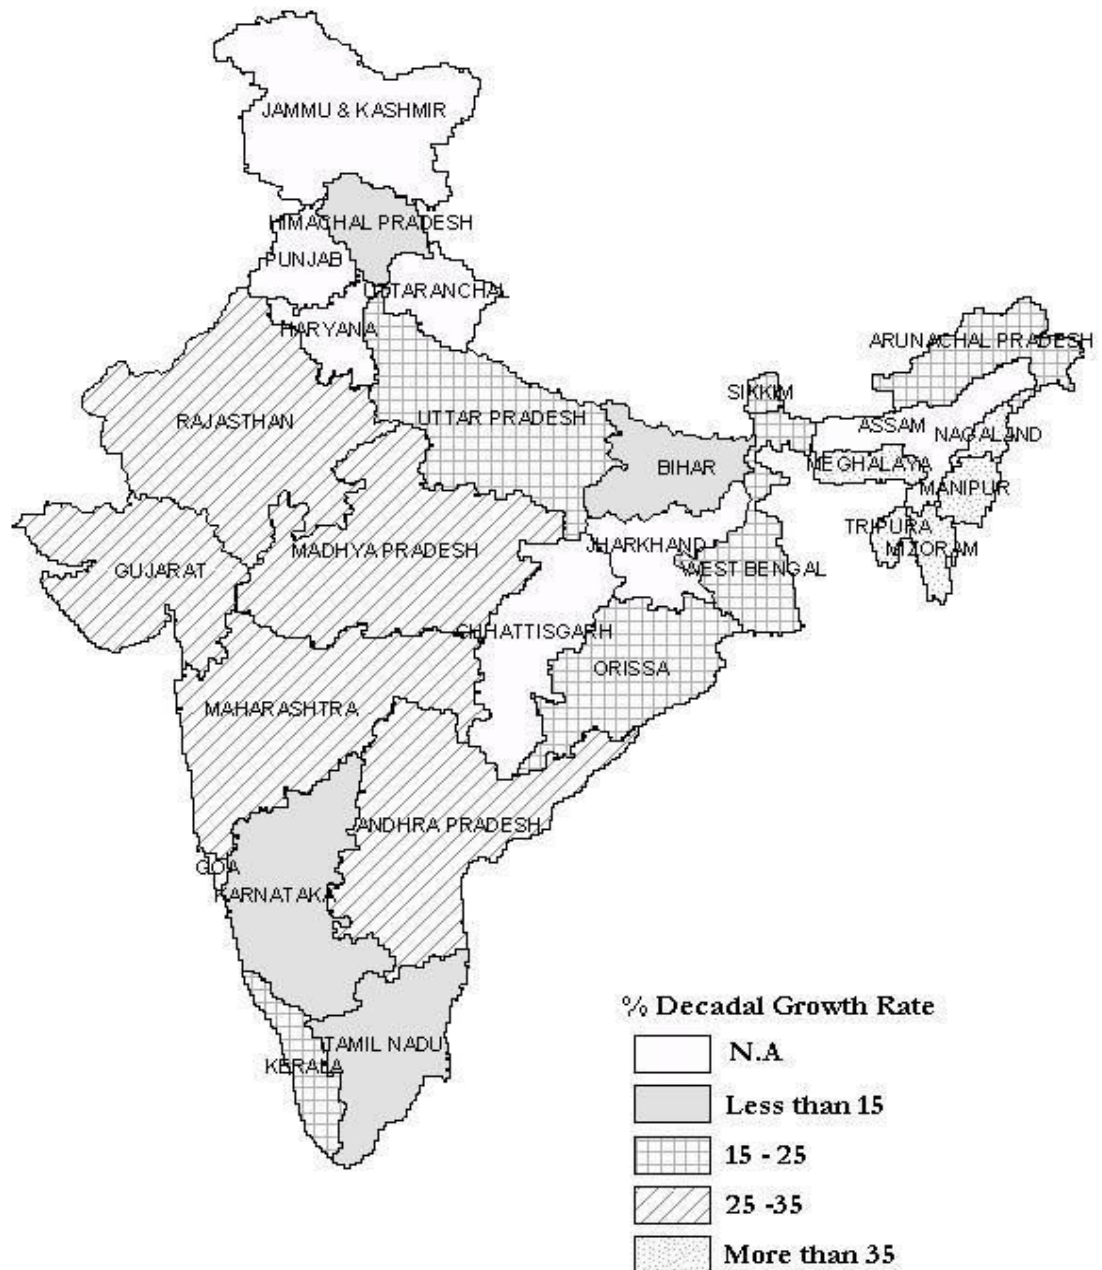 JAMMU & KASHMIR
HIMACHAL PRADESH
PUNJAB
UTTARANCHAL
HARYANA
ARUNACHAL PRADESH
SIKKIM
RAJASTHAN
UTTAR PRADESH
ASSAM
NAGALAND
BIHAR
MEGHALAYA
MANIPUR
TRIPURA
MIZORAM
JHARKHAND
MADHYA PRADESH
GUJARAT
WEST BENGAL
CHHATTISGARH
ORISSA
MAHARASHTRA
ANDHRA PRADESH
GOA
KARNATAKA
TAMIL NADU
KERALA
% Decadal Growth Rate
N.A
Less than 15
15 - 25
25 -35
More than 35